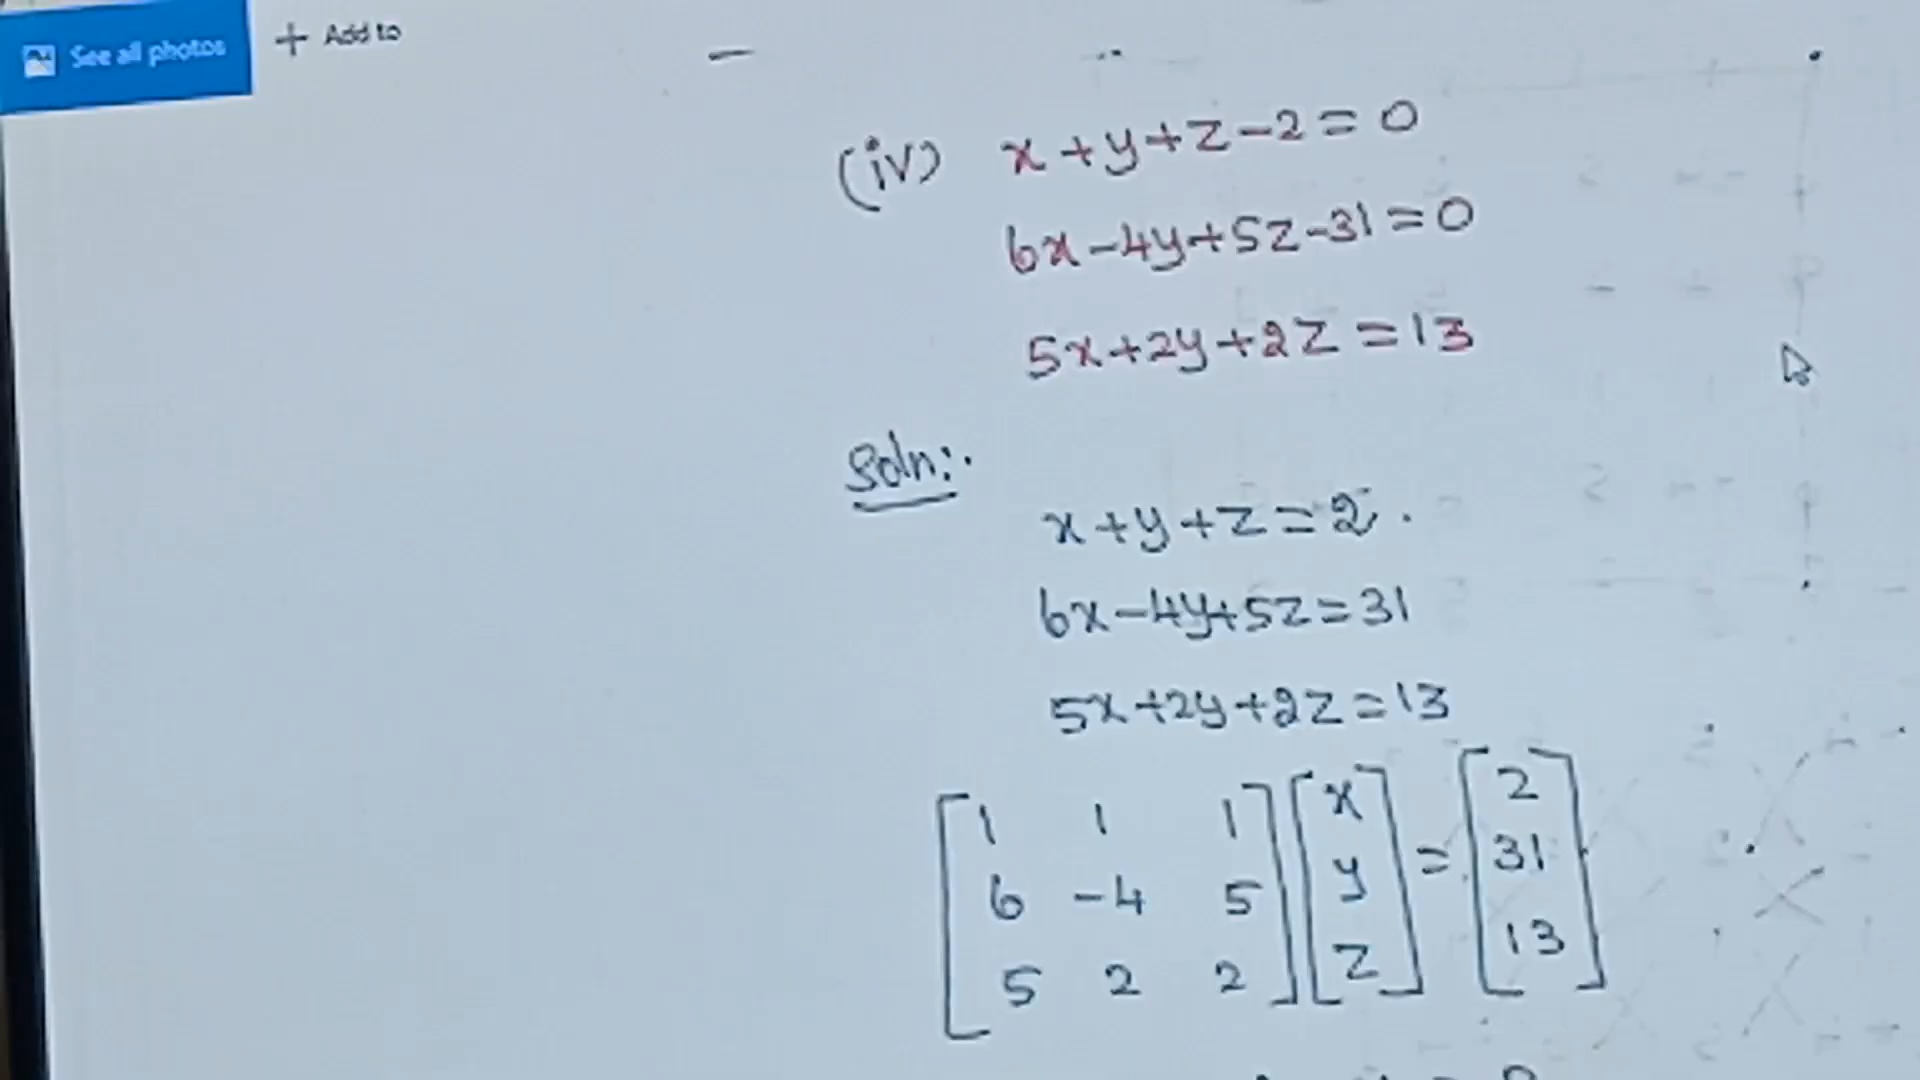 See all photos + Add to
(iv) x+y+z-2=0
6x-4y+5z-31=0
5x+2y+2z=13
Soln:.
x+y+z=2.
6x-4y+5z=31
5x+2y+2z=13
[1 1 1] [x] = [2]
[6 -4 5] [y] [31]
[5 2 2] [z] [13]